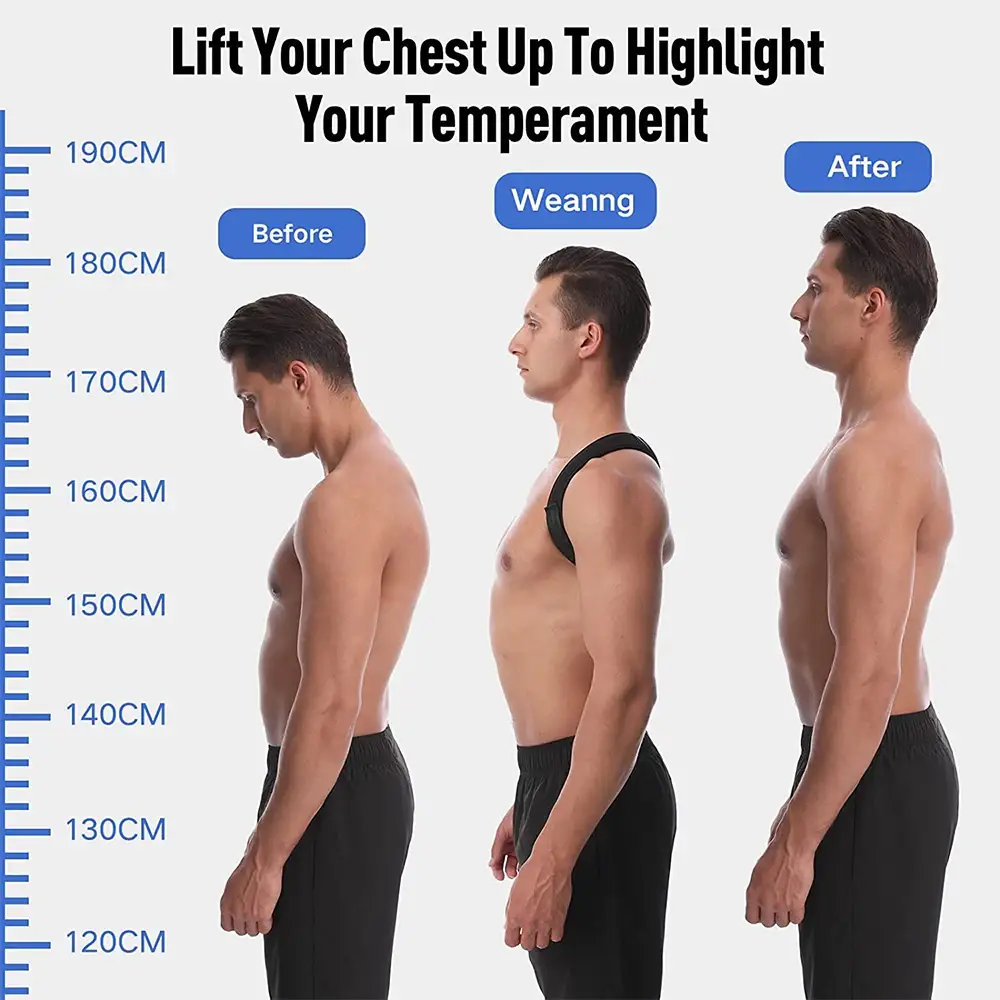 Lift Your Chest Up To Highlight
Your Temperament
190CM
After
Weanng
Before
180CM
170CM
160CM
150CM
140CM
130CM
120CM